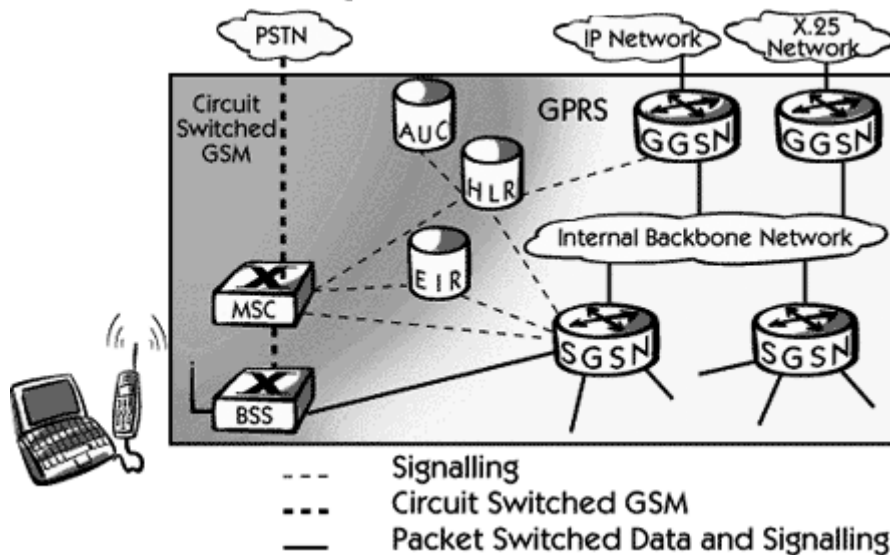 PSTN
IP Network
X.25
Network
Circuit
Switched
GSM
AUC
GPRS
GGSN
GGSN
HLR
Internal Backbone Network
EIR
MSC
SGSN
SGSN
BSS
Signalling
Circuit Switched GSM
Packet Switched Data and Signalling